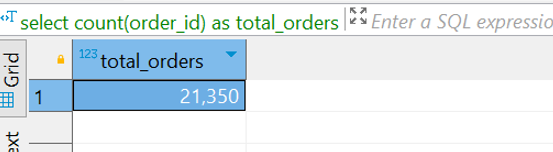 select count(order_id) as total_orders
Enter a SQL expressio
Grid
123 total_orders
1
21,350
ext